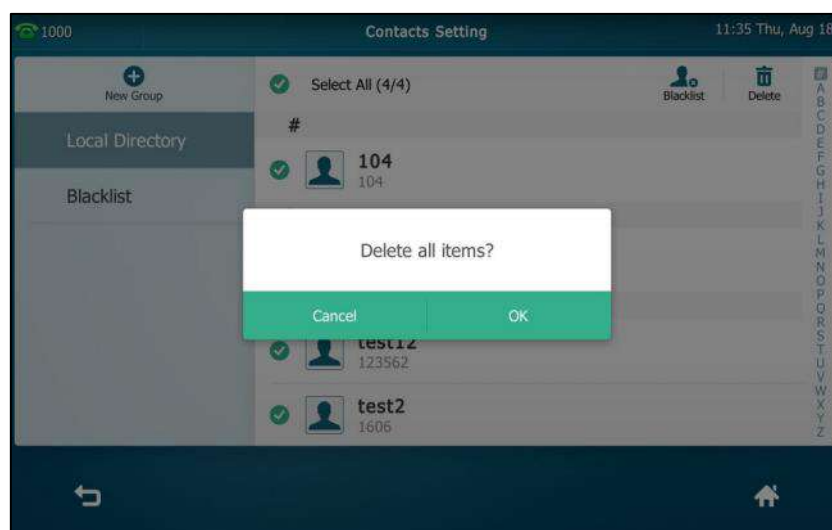 1000
Contacts Setting
11:35 Thu, Aug 18
New Group
Select All (4/4)
Blacklist
Delete
Local Directory
Blacklist
#
104
104
Delete all items?
Cancel
OK
test12
123562
test2
1606
#
A
B
C
D
E
F
G
H
I
J
K
L
M
N
O
P
Q
R
S
T
U
V
W
X
Y
Z